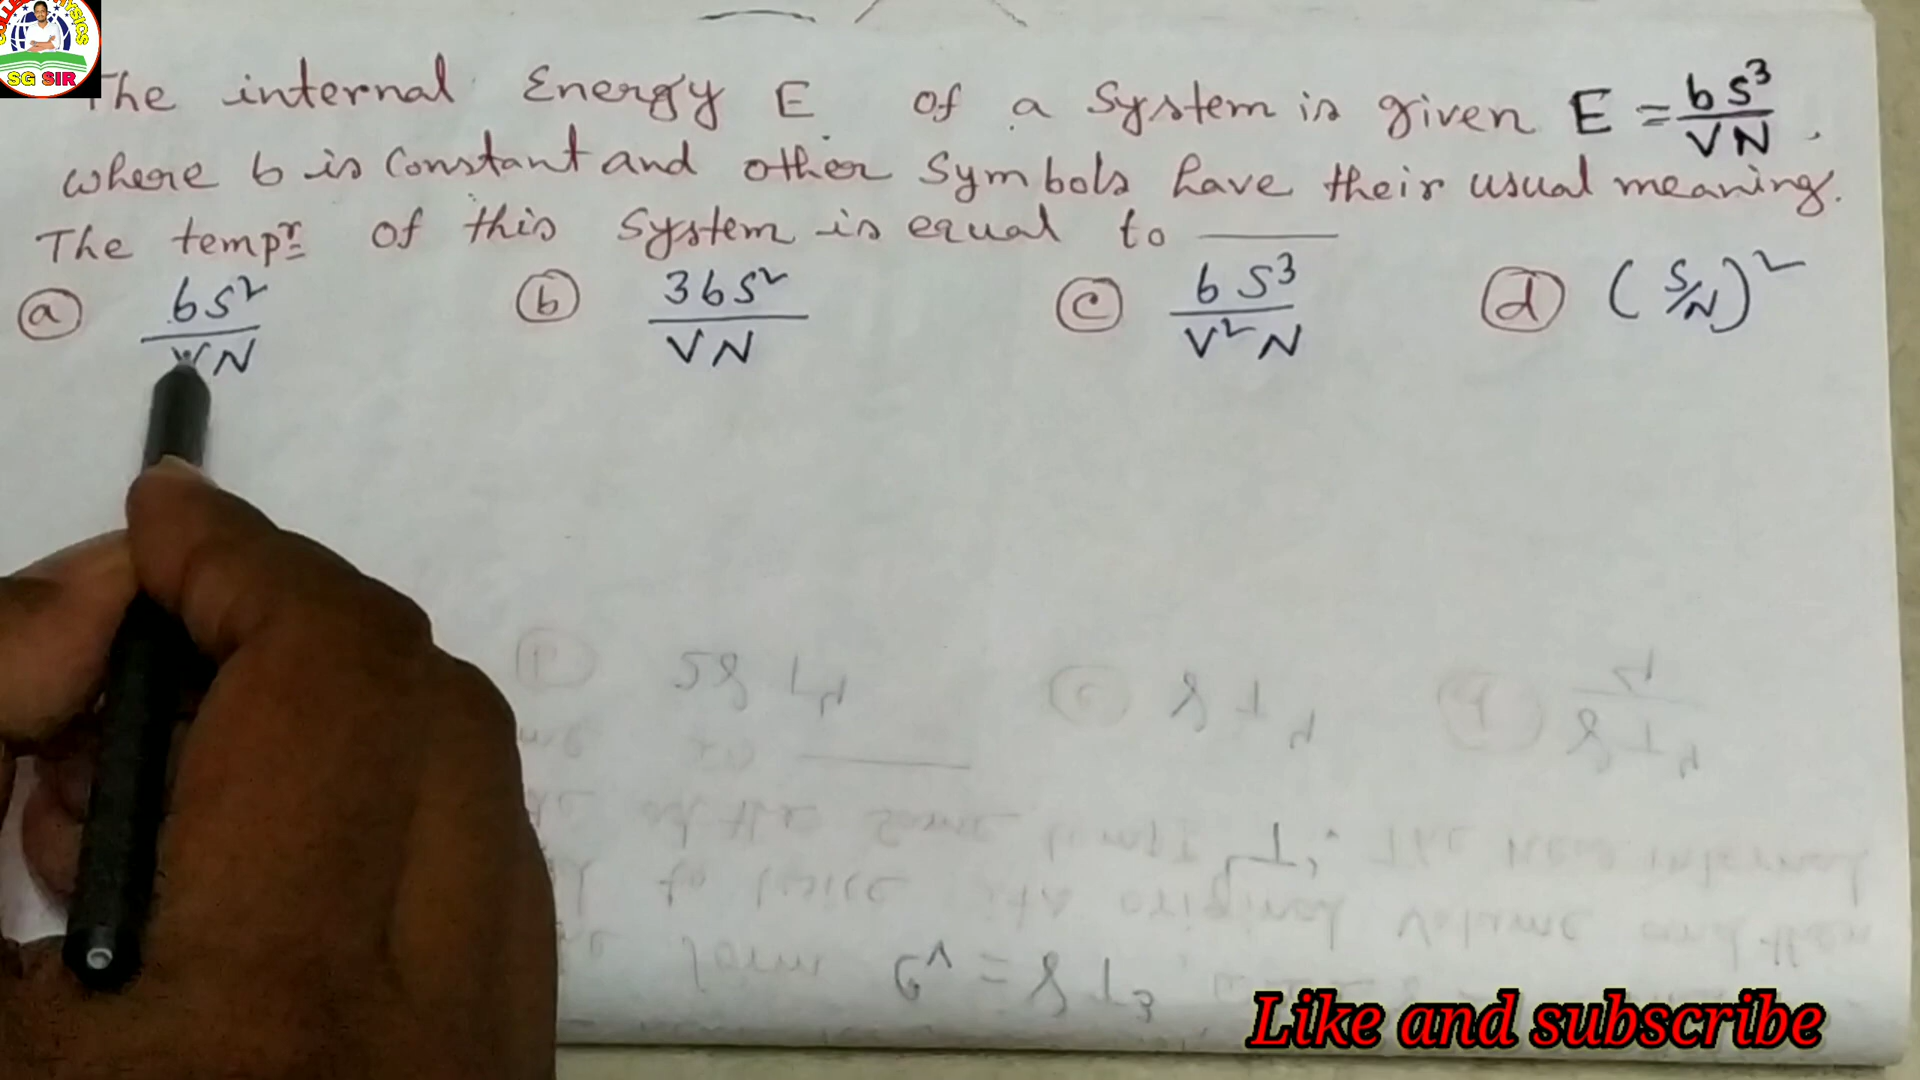 SG SIR
The internal Energy E of a system is given E = bS³/VN.
where b is constant and other symbols have their usual meaning.
The tempr of this system is equal to ______
(a) bS²/VN (b) 3bS²/VN (c) bS³/V²N (d) (S/N)²
Like and subscribe